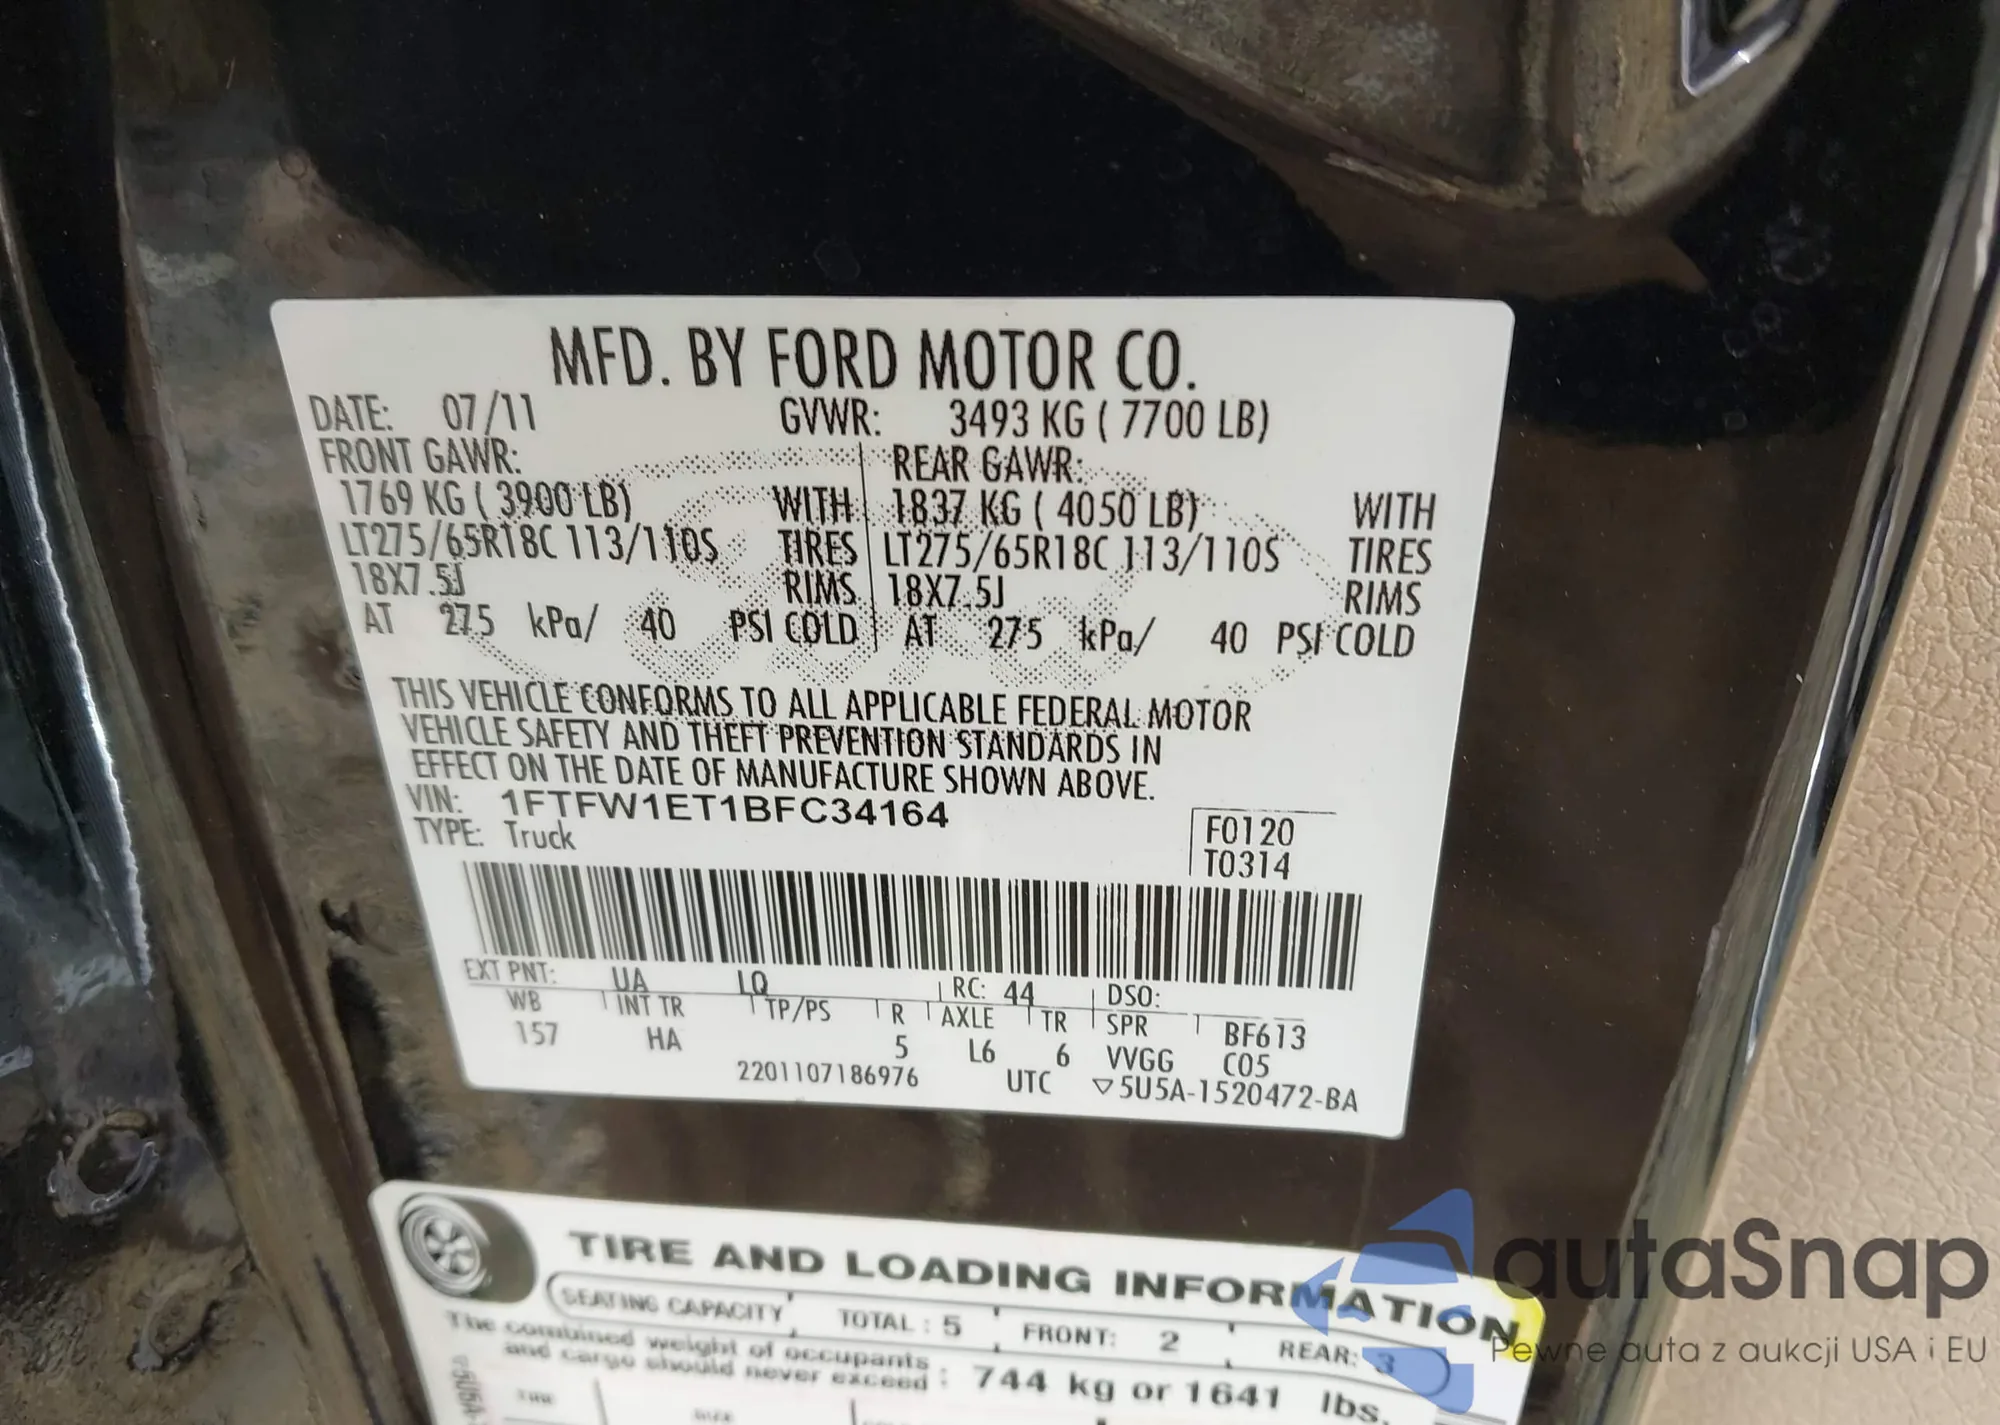 MFD. BY FORD MOTOR CO.
DATE: 07/11 GVWR: 3493 KG ( 7700 LB)
FRONT GAWR: REAR GAWR:
1769 KG ( 3900 LB) WITH 1837 KG ( 4050 LB) WITH
LT275/65R18C 113/110S TIRES LT275/65R18C 113/110S TIRES
18X7.5J RIMS 18X7.5J RIMS
AT 275 kPa/ 40 PSI COLD AT 275 kPa/ 40 PSI COLD
THIS VEHICLE CONFORMS TO ALL APPLICABLE FEDERAL MOTOR
VEHICLE SAFETY AND THEFT PREVENTION STANDARDS IN
EFFECT ON THE DATE OF MANUFACTURE SHOWN ABOVE.
VIN: 1FTFW1ET1BFC34164
TYPE: Truck
F0120
T0314
EXT PNT: UA LQ RC: 44 DSO:
WB INT TR TP/PS R AXLE TR SPR BF613
157 HA 5 L6 6 VVGG C05
2201107186976 UTC ▽5U5A-1520472-BA
TIRE AND LOADING INFORMATION
SEATING CAPACITY TOTAL : 5 FRONT: 2 REAR: 3
The combined weight of occupants
and cargo should never exceed : 744 kg or 1641 lbs.
TIRE SIZE
autaSnap
Pewne auta z aukcji USA i EU